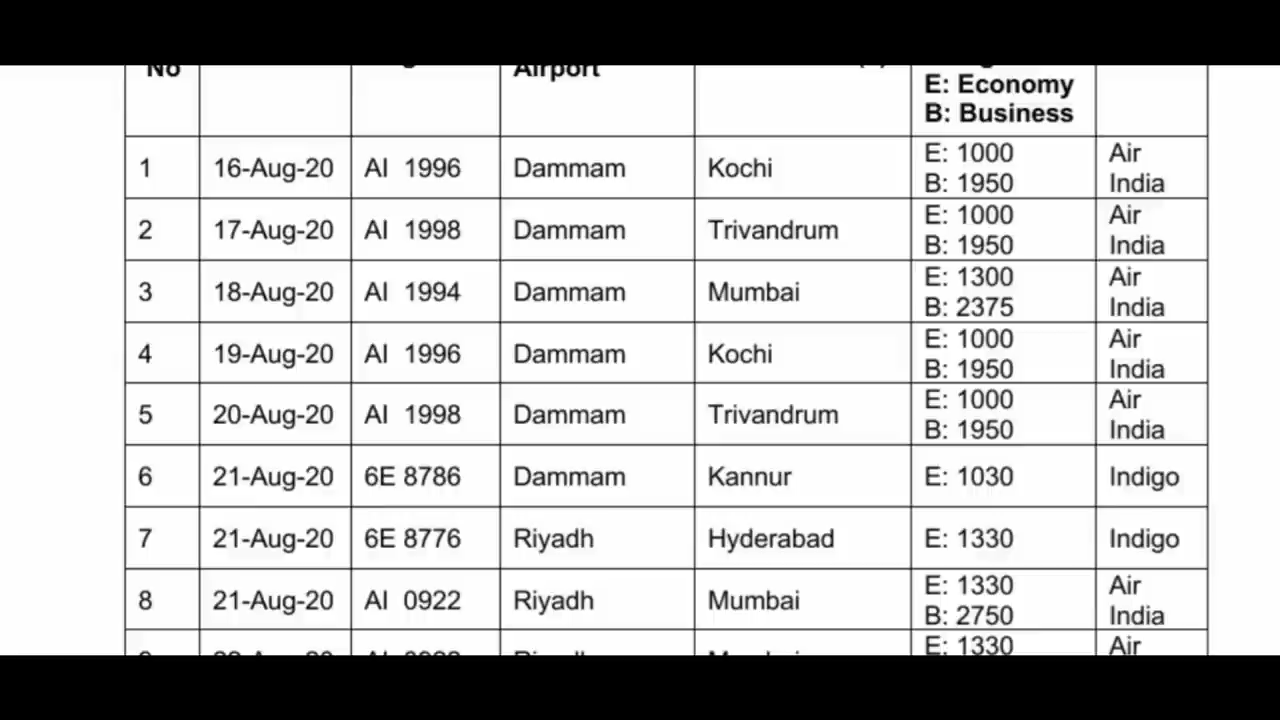 No Airport
E: Economy
B: Business
1 16-Aug-20 AI 1996 Dammam Kochi E: 1000 B: 1950 Air India
2 17-Aug-20 AI 1998 Dammam Trivandrum E: 1000 B: 1950 Air India
3 18-Aug-20 AI 1994 Dammam Mumbai E: 1300 B: 2375 Air India
4 19-Aug-20 AI 1996 Dammam Kochi E: 1000 B: 1950 Air India
5 20-Aug-20 AI 1998 Dammam Trivandrum E: 1000 B: 1950 Air India
6 21-Aug-20 6E 8786 Dammam Kannur E: 1030 Indigo
7 21-Aug-20 6E 8776 Riyadh Hyderabad E: 1330 Indigo
8 21-Aug-20 AI 0922 Riyadh Mumbai E: 1330 B: 2750 Air India
E: 1330 Air